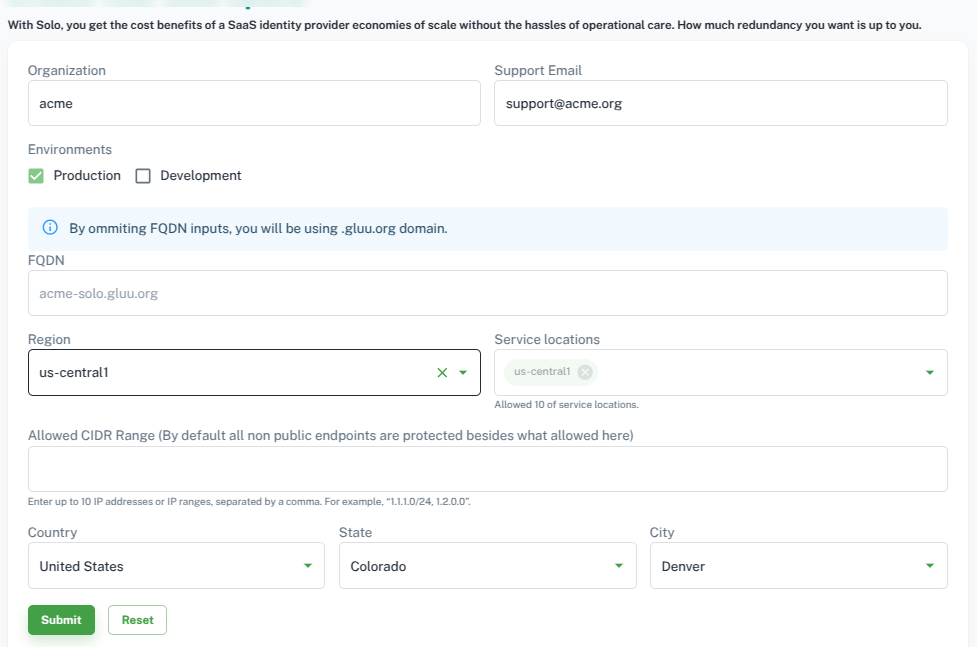 With Solo, you get the cost benefits of a SaaS identity provider economies of scale without the hassles of operational care. How much redundancy you want is up to you.
Organization
Support Email
acme
support@acme.org
Environments
Production
Development
By ommiting FQDN inputs, you will be using .gluu.org domain.
FQDN
acme-solo.gluu.org
Region
Service locations
us-central1
us-central1
Allowed 10 of service locations.
Allowed CIDR Range (By default all non public endpoints are protected besides what allowed here)
Enter up to 10 IP addresses or IP ranges, separated by a comma. For example, “1.1.1.0/24, 1.2.0.0”.
Country
State
City
United States
Colorado
Denver
Submit
Reset